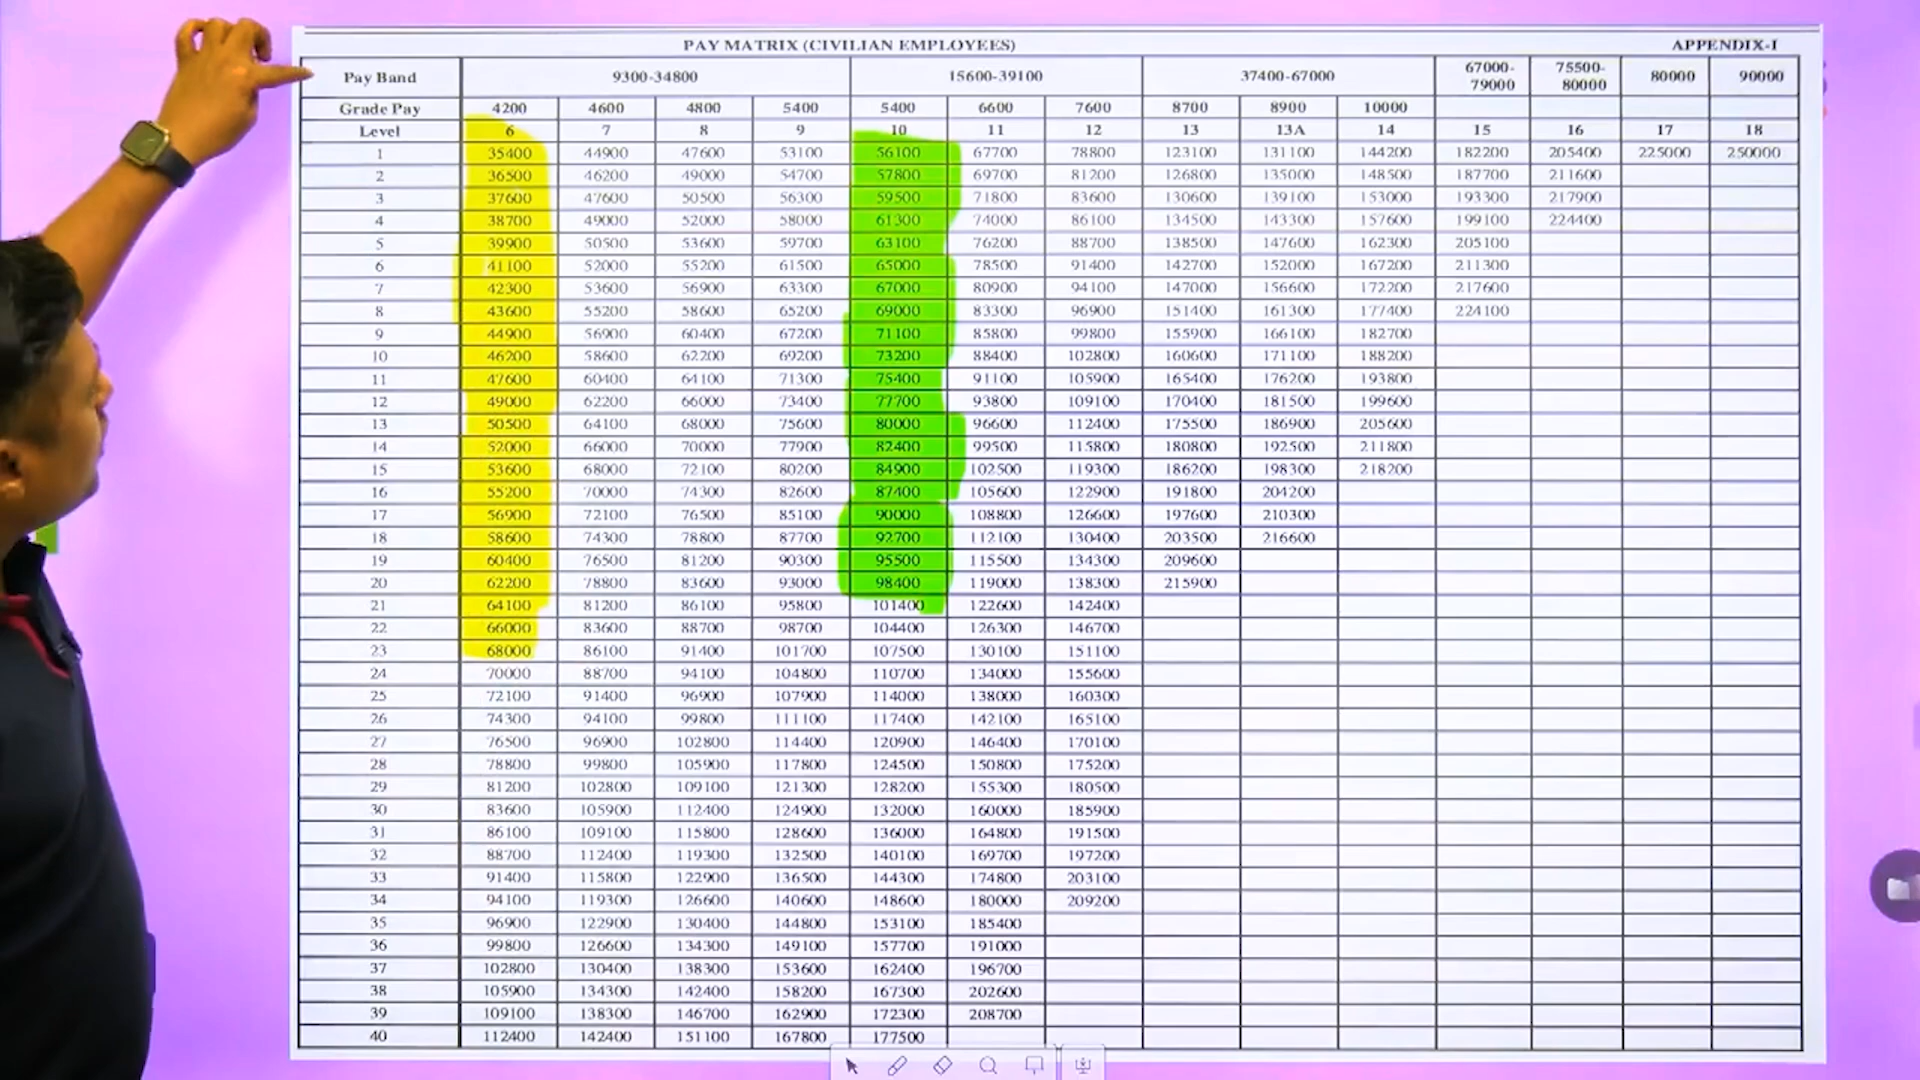 PAY MATRIX (CIVILIAN EMPLOYEES) APPENDIX-I
Pay Band 9300-34800 15600-39100 37400-67000 67000-79000 75500-80000 80000 90000
Grade Pay 4200 4600 4800 5400 5400 6600 7600 8700 8900 10000
Level 6 7 8 9 10 11 12 13 13A 14 15 16 17 18
1 35400 44900 47600 53100 56100 67700 78800 123100 131100 144200 182200 205400 225000 250000
2 36500 46200 49000 54700 57800 69700 81200 126800 135000 148500 187700 211600
3 37600 47600 50500 56300 59500 71800 83600 130600 139100 153000 193300 217900
4 38700 49000 52000 58000 61300 74000 86100 134500 143300 157600 199100 224400
5 39900 50500 53600 59700 63100 76200 88700 138500 147600 162300 205100
6 41100 52000 55200 61500 65000 78500 91400 142700 152000 167200 211300
7 42300 53600 56900 63300 67000 80900 94100 147000 156600 172200 217600
8 43600 55200 58600 65200 69000 83300 96900 151400 161300 177400 224100
9 44900 56900 60400 67200 71100 85800 99800 155900 166100 182700
10 46200 58600 62200 69200 73200 88400 102800 160600 171100 188200
11 47600 60400 64100 71300 75400 91100 105900 165400 176200 193800
12 49000 62200 66000 73400 77700 93800 109100 170400 181500 199600
13 50500 64100 68000 75600 80000 96600 112400 175500 186900 205600
14 52000 66000 70000 77900 82400 99500 115800 180800 192500 211800
15 53600 68000 72100 80200 84900 102500 119300 186200 198300 218200
16 55200 70000 74300 82600 87400 105600 122900 191800 204200
17 56900 72100 76500 85100 90000 108800 126600 197600 210300
18 58600 74300 78800 87700 92700 112100 130400 203500 216600
19 60400 76500 81200 90300 95500 115500 134300 209600
20 62200 78800 83600 93000 98400 119000 138300 215900
21 64100 81200 86100 95800 101400 122600 142400
22 66000 83600 88700 98700 104400 126300 146700
23 68000 86100 91400 101700 107500 130100 151100
24 70000 88700 94100 104800 110700 134000 155600
25 72100 91400 96900 107900 114000 138000 160300
26 74300 94100 99800 111100 117400 142100 165100
27 76500 96900 102800 114400 120900 146400 170100
28 78800 99800 105900 117800 124500 150800 175200
29 81200 102800 109100 121300 128200 155300 180500
30 83600 105900 112400 124900 132000 160000 185900
31 86100 109100 115800 128600 136000 164800 191500
32 88700 112400 119300 132500 140100 169700 197200
33 91400 115800 122900 136500 144300 174800 203100
34 94100 119300 126600 140600 148600 180000 209200
35 96900 122900 130400 144800 153100 185400
36 99800 126600 134300 149100 157700 191000
37 102800 130400 138300 153600 162400 196700
38 105900 134300 142400 158200 167300 202600
39 109100 138300 146700 162900 172300 208700
40 112400 142400 151100 167800 177500